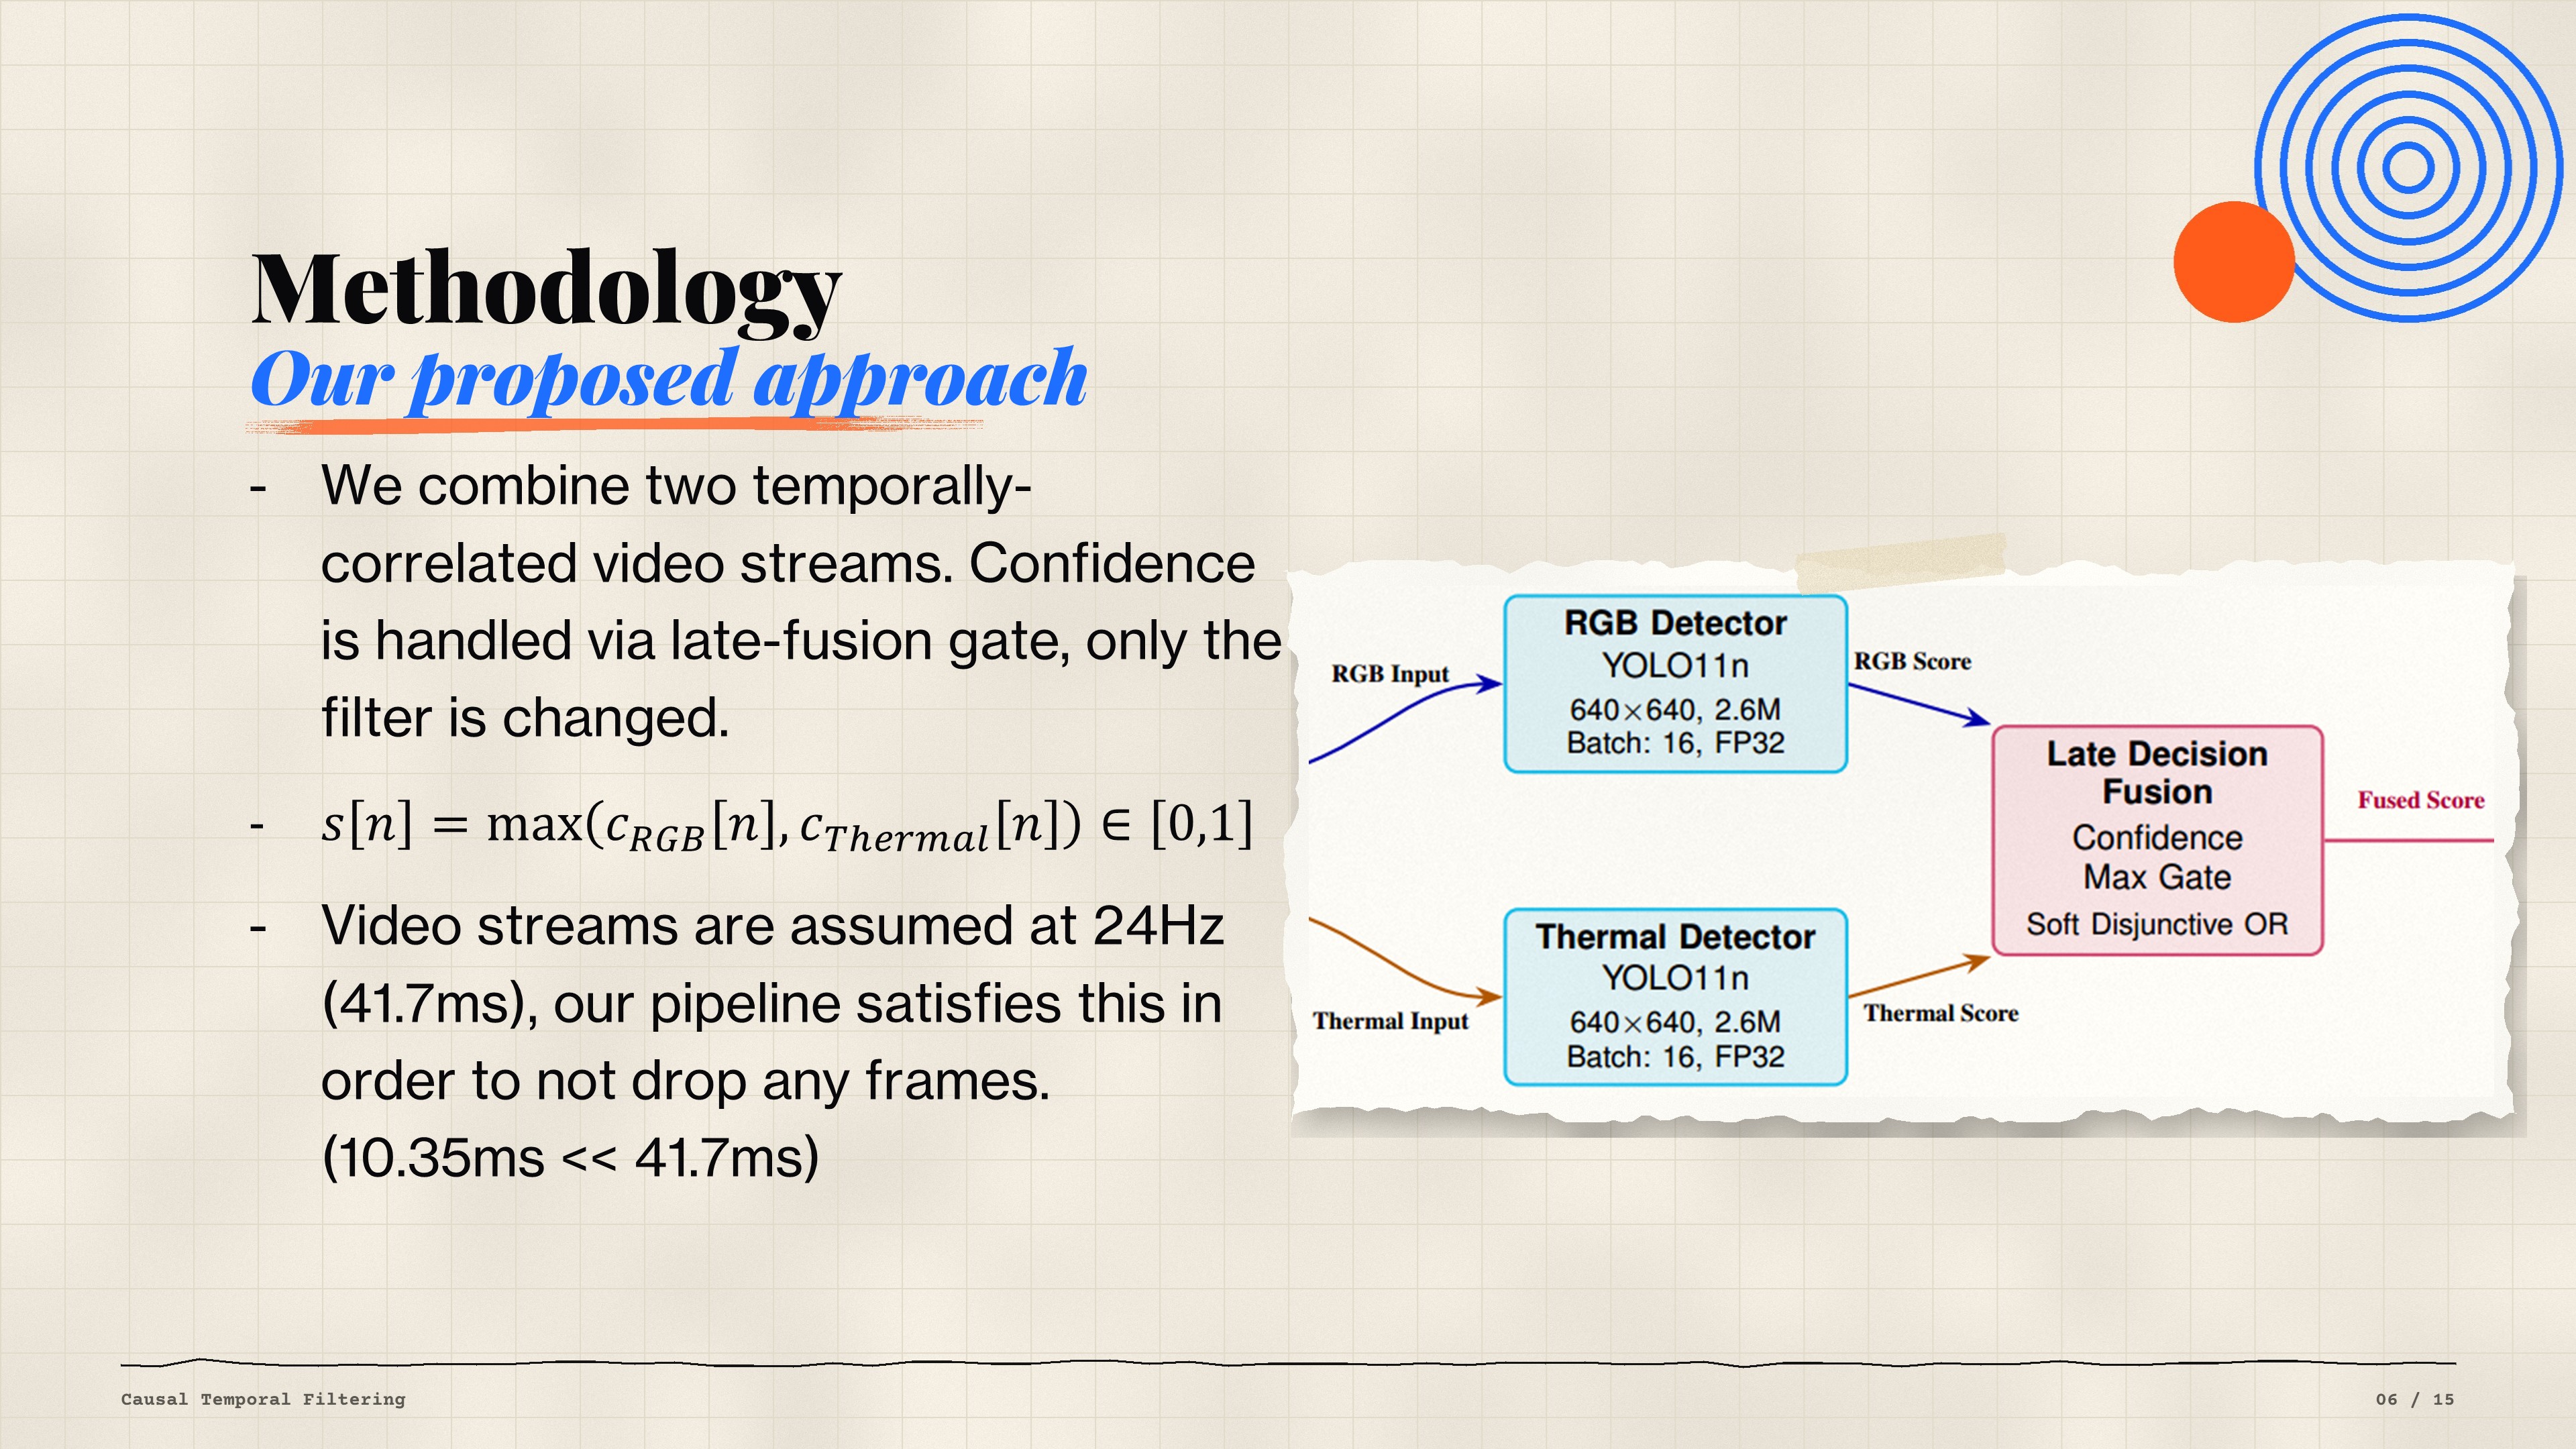 Methodology
Our proposed approach
- We combine two temporally-
correlated video streams. Confidence
is handled via late-fusion gate, only the
filter is changed.
- s[n] = max(c_RGB[n], c_Thermal[n]) ∈ [0,1]
- Video streams are assumed at 24Hz
(41.7ms), our pipeline satisfies this in
order to not drop any frames.
(10.35ms << 41.7ms)
RGB Input
RGB Detector
YOLO11n
640×640, 2.6M
Batch: 16, FP32
RGB Score
Thermal Input
Thermal Detector
YOLO11n
640×640, 2.6M
Batch: 16, FP32
Thermal Score
Late Decision
Fusion
Confidence
Max Gate
Soft Disjunctive OR
Fused Score
Causal Temporal Filtering
06 / 15